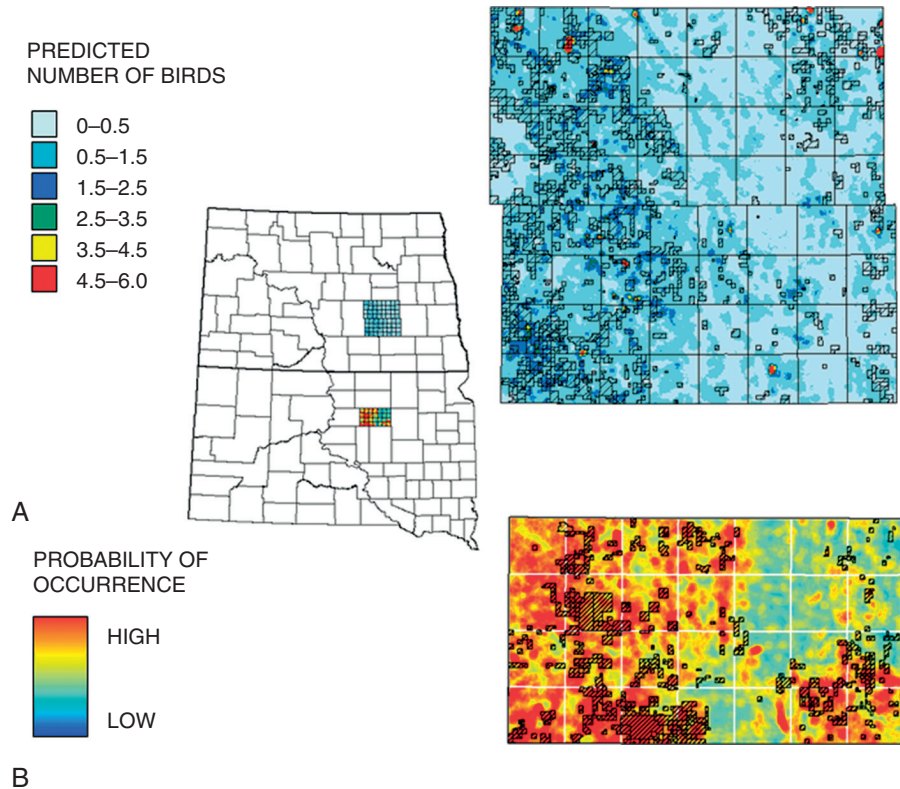 PREDICTED
NUMBER OF BIRDS
0–0.5
0.5–1.5
1.5–2.5
2.5–3.5
3.5–4.5
4.5–6.0
A
PROBABILITY OF
OCCURRENCE
HIGH
LOW
B